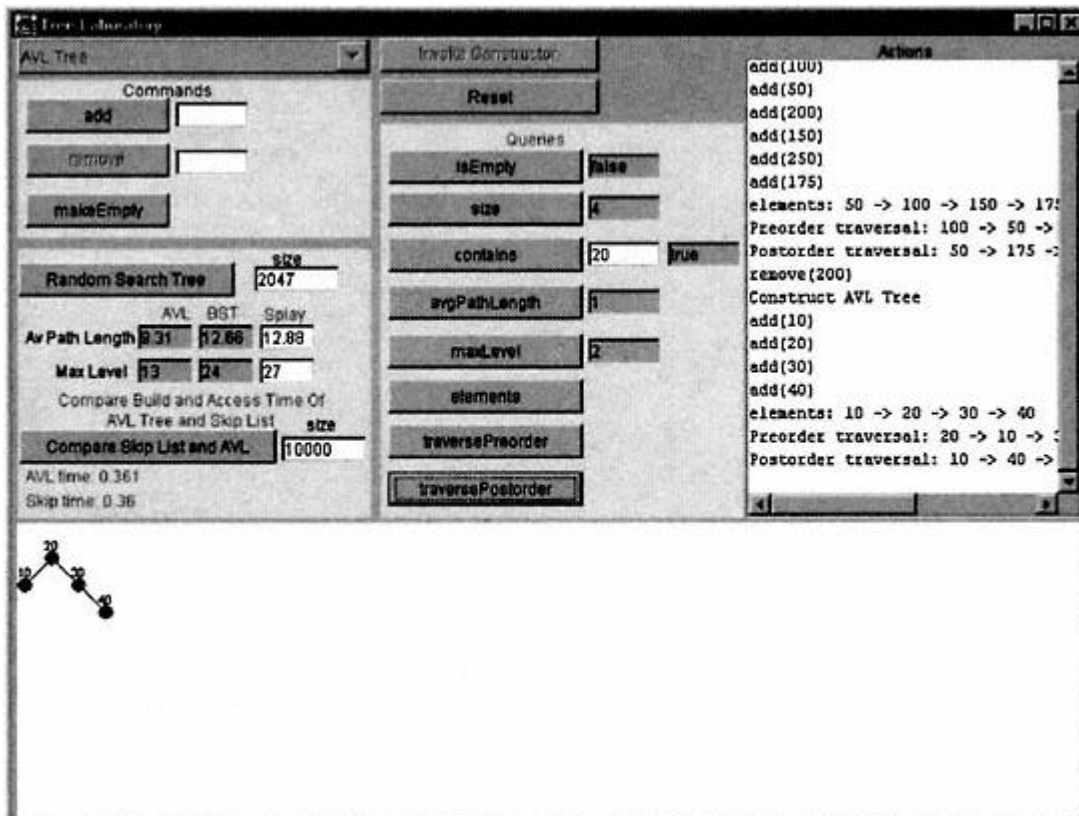 Tree Laboratory
AVL Tree
Commands
add
remove
makeEmpty
Random Search Tree
size
2047
AVL BST Splay
Av Path Length 9.31 12.66 12.88
Max Level 13 24 27
Compare Build and Access Time Of
AVL Tree and Skip List
size
Compare Skip List and AVL
10000
AVL time: 0.361
Skip time: 0.36
Invoke Constructor
Reset
Queries
isEmpty false
size 4
contains 20 true
avgPathLength 1
maxLevel 2
elements
traversePreorder
traversePostorder
Actions
add(100)
add(50)
add(200)
add(150)
add(250)
add(175)
elements: 50 -> 100 -> 150 -> 175
Preorder traversal: 100 -> 50 ->
Postorder traversal: 50 -> 175 ->
remove(200)
Construct AVL Tree
add(10)
add(20)
add(30)
add(40)
elements: 10 -> 20 -> 30 -> 40
Preorder traversal: 20 -> 10 ->
Postorder traversal: 10 -> 40 ->
20
10
30
40